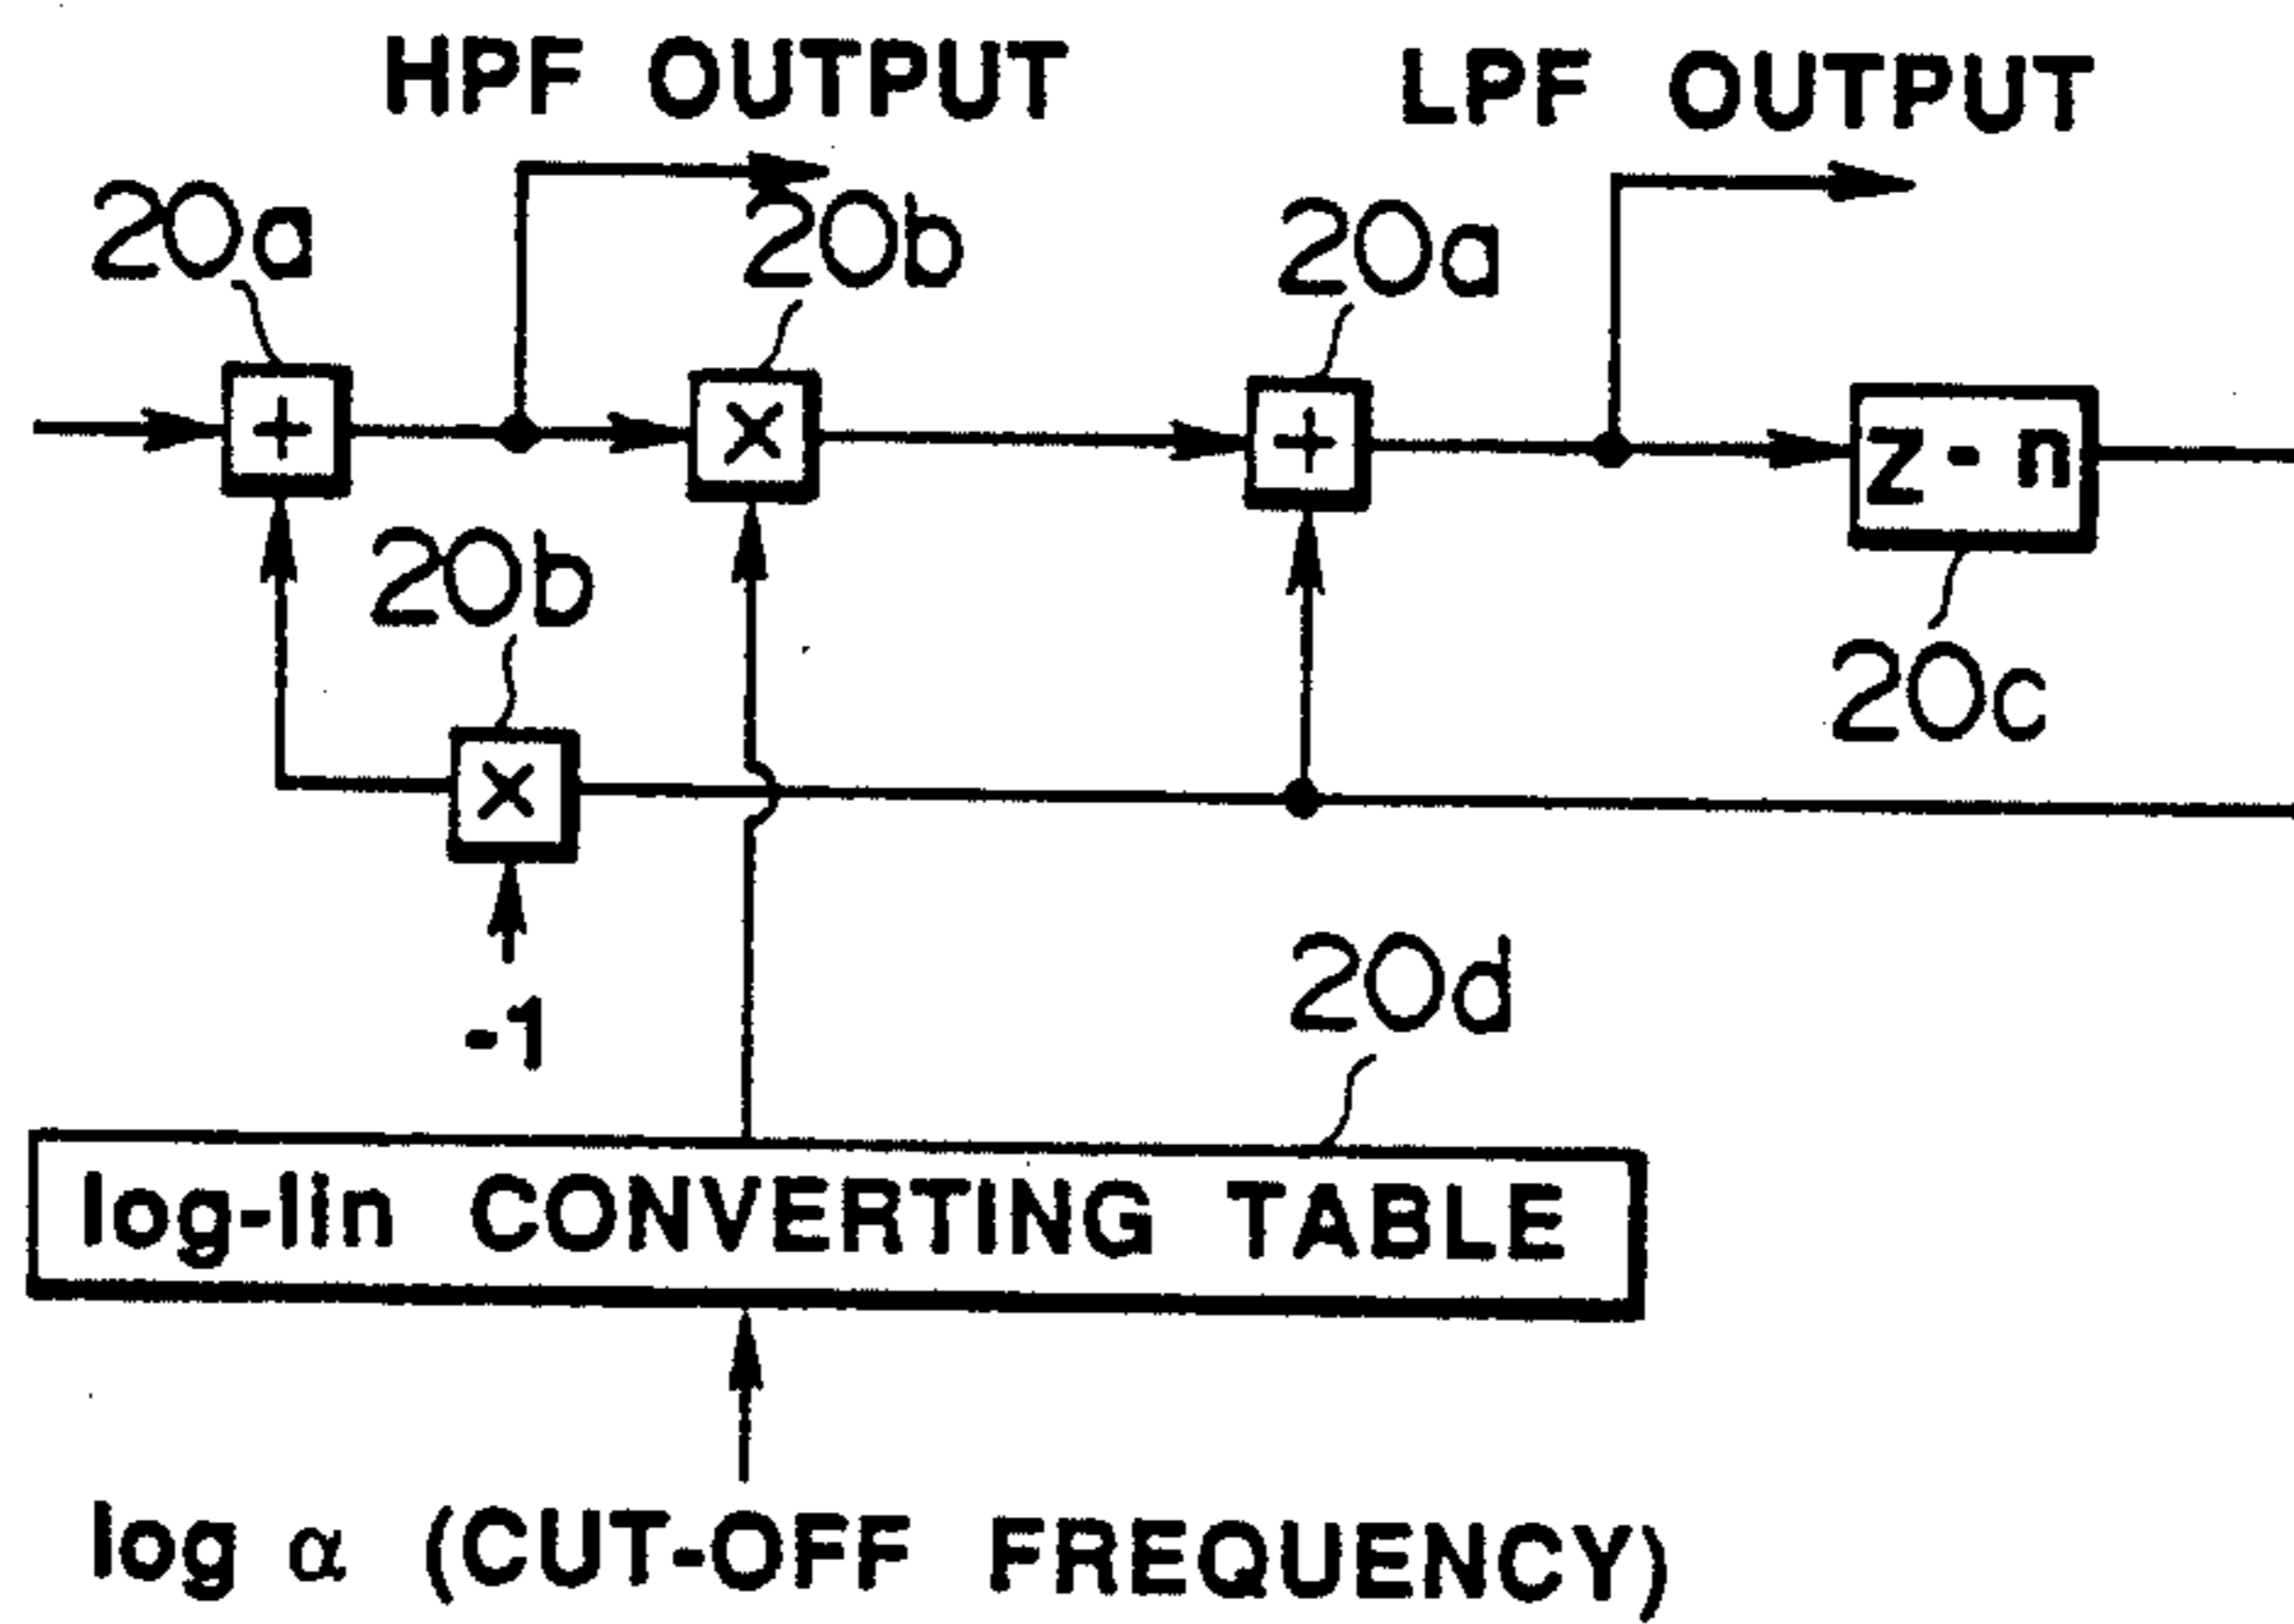 HPF OUTPUT
LPF OUTPUT
20a
20b
20a
+
×
+
z - n
20b
20c
×
-1
20d
log-lin CONVERTING TABLE
log α (CUT-OFF FREQUENCY)